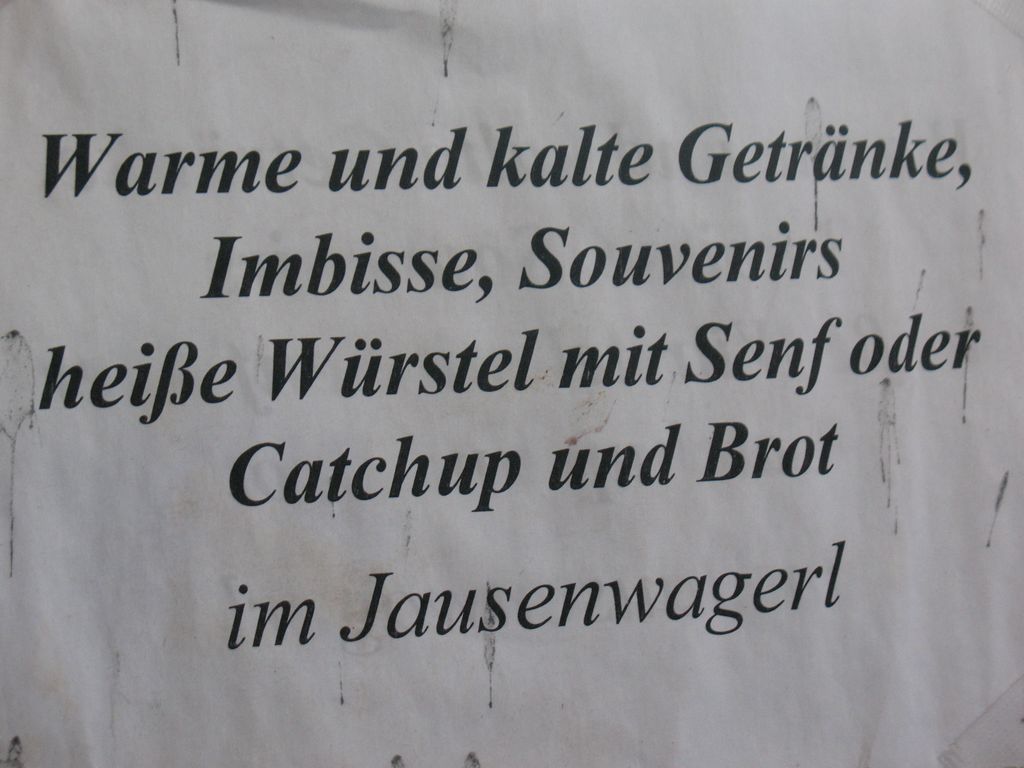 Warme und kalte Getränke,
Imbisse, Souvenirs
heiße Würstel mit Senf oder
Catchup und Brot
im Jausenwagerl